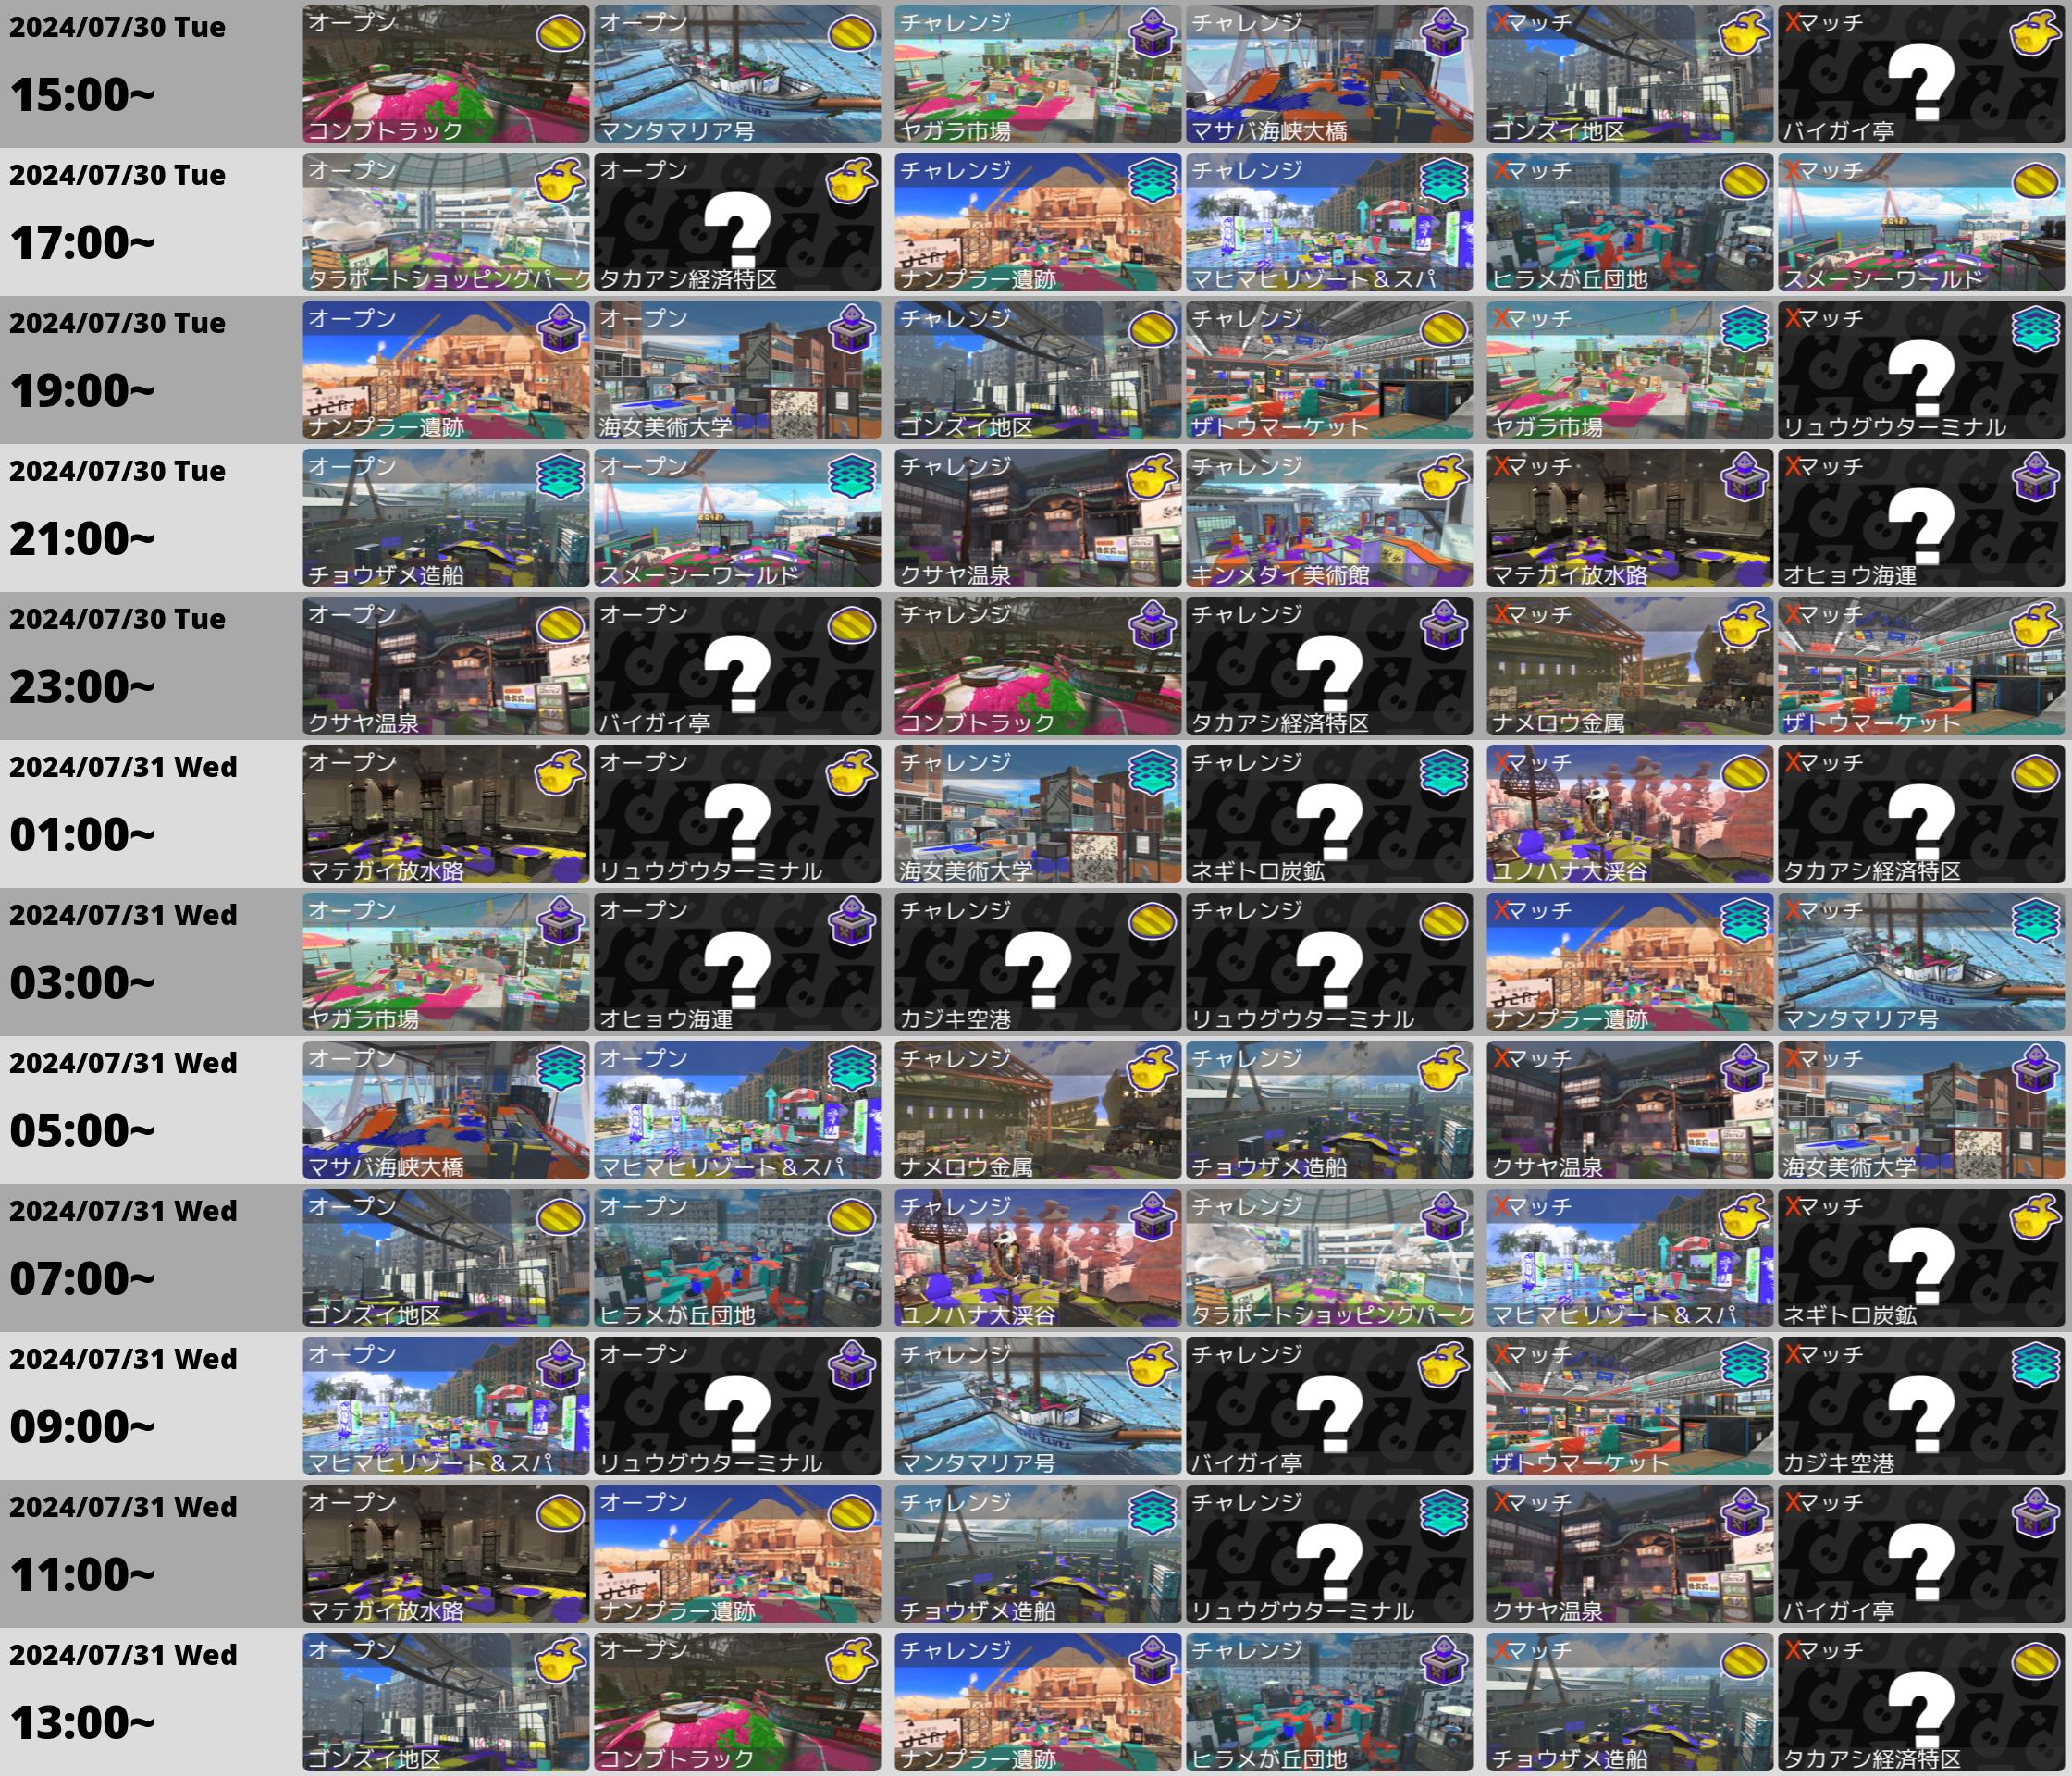 2024/07/30 Tue
15:00~
オープン
コンブトラック
オープン
マンタマリア号
チャレンジ
ヤガラ市場
チャレンジ
マサバ海峡大橋
Xマッチ
ゴンズイ地区
Xマッチ
?
バイガイ亭
2024/07/30 Tue
17:00~
オープン
タラポートショッピングパーク
オープン
?
タカアシ経済特区
チャレンジ
ナンプラー遺跡
チャレンジ
マヒマヒリゾート&スパ
Xマッチ
ヒラメが丘団地
Xマッチ
スメーシーワールド
2024/07/30 Tue
19:00~
オープン
ナンプラー遺跡
オープン
海女美術大学
チャレンジ
ゴンズイ地区
チャレンジ
ザトウマーケット
Xマッチ
ヤガラ市場
Xマッチ
?
リュウグウターミナル
2024/07/30 Tue
21:00~
オープン
チョウザメ造船
オープン
スメーシーワールド
チャレンジ
クサヤ温泉
チャレンジ
キンメダイ美術館
Xマッチ
マテガイ放水路
Xマッチ
?
オヒョウ海運
2024/07/30 Tue
23:00~
オープン
クサヤ温泉
オープン
?
バイガイ亭
チャレンジ
コンブトラック
チャレンジ
?
タカアシ経済特区
Xマッチ
ナメロウ金属
Xマッチ
ザトウマーケット
2024/07/31 Wed
01:00~
オープン
マテガイ放水路
オープン
?
リュウグウターミナル
チャレンジ
海女美術大学
チャレンジ
?
ネギトロ炭鉱
Xマッチ
ユノハナ大渓谷
Xマッチ
?
タカアシ経済特区
2024/07/31 Wed
03:00~
オープン
ヤガラ市場
オープン
?
オヒョウ海運
チャレンジ
?
カジキ空港
チャレンジ
?
リュウグウターミナル
Xマッチ
ナンプラー遺跡
Xマッチ
マンタマリア号
2024/07/31 Wed
05:00~
オープン
マサバ海峡大橋
オープン
マヒマヒリゾート&スパ
チャレンジ
ナメロウ金属
チャレンジ
チョウザメ造船
Xマッチ
クサヤ温泉
Xマッチ
海女美術大学
2024/07/31 Wed
07:00~
オープン
ゴンズイ地区
オープン
ヒラメが丘団地
チャレンジ
ユノハナ大渓谷
チャレンジ
タラポートショッピングパーク
Xマッチ
マヒマヒリゾート&スパ
Xマッチ
?
ネギトロ炭鉱
2024/07/31 Wed
09:00~
オープン
マヒマヒリゾート&スパ
オープン
?
リュウグウターミナル
チャレンジ
マンタマリア号
チャレンジ
?
バイガイ亭
Xマッチ
ザトウマーケット
Xマッチ
?
カジキ空港
2024/07/31 Wed
11:00~
オープン
マテガイ放水路
オープン
ナンプラー遺跡
チャレンジ
チョウザメ造船
チャレンジ
?
リュウグウターミナル
Xマッチ
クサヤ温泉
Xマッチ
?
バイガイ亭
2024/07/31 Wed
13:00~
オープン
ゴンズイ地区
オープン
コンブトラック
チャレンジ
ナンプラー遺跡
チャレンジ
ヒラメが丘団地
Xマッチ
チョウザメ造船
Xマッチ
?
タカアシ経済特区